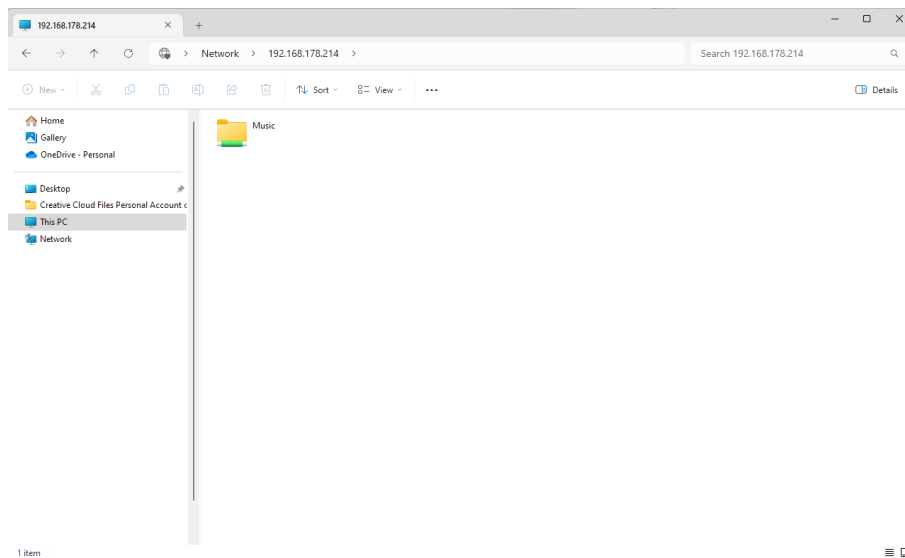 192.168.178.214
Network > 192.168.178.214 >
Search 192.168.178.214
New
Sort
View
Details
Home
Gallery
OneDrive - Personal
Desktop
Creative Cloud Files Personal Account
This PC
Network
Music
1 item